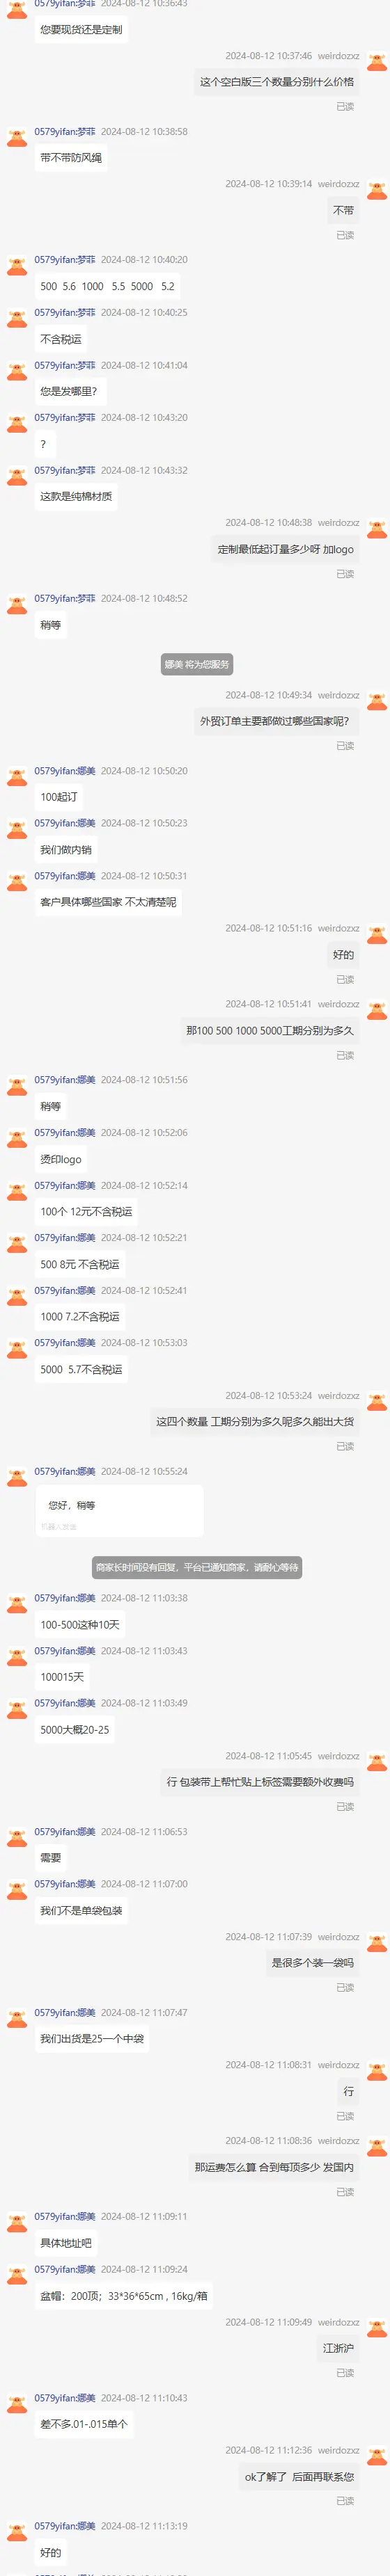 0579yifan:梦菲 2024-08-12 10:36:43
您要现货还是定制
2024-08-12 10:37:46 weirdozxz
这个空白版三个数量分别什么价格
已读
0579yifan:梦菲 2024-08-12 10:38:58
带不带防风绳
2024-08-12 10:39:14 weirdozxz
不带
已读
0579yifan:梦菲 2024-08-12 10:40:20
500 5.6 1000 5.5 5000 5.2
0579yifan:梦菲 2024-08-12 10:40:25
不含税运
0579yifan:梦菲 2024-08-12 10:41:04
您是发哪里？
0579yifan:梦菲 2024-08-12 10:43:20
？
0579yifan:梦菲 2024-08-12 10:43:32
这款是纯棉材质
2024-08-12 10:48:38 weirdozxz
定制最低起订量多少呀 加logo
已读
0579yifan:梦菲 2024-08-12 10:48:52
稍等
娜美 将为您服务
2024-08-12 10:49:34 weirdozxz
外贸订单主要都做过哪些国家呢？
已读
0579yifan:娜美 2024-08-12 10:50:20
100起订
0579yifan:娜美 2024-08-12 10:50:23
我们做内销
0579yifan:娜美 2024-08-12 10:50:31
客户具体哪些国家 不太清楚呢
2024-08-12 10:51:16 weirdozxz
好的
已读
2024-08-12 10:51:41 weirdozxz
那100 500 1000 5000工期分别为多久
已读
0579yifan:娜美 2024-08-12 10:51:56
稍等
0579yifan:娜美 2024-08-12 10:52:06
烫印logo
0579yifan:娜美 2024-08-12 10:52:14
100个 12元不含税运
0579yifan:娜美 2024-08-12 10:52:21
500 8元 不含税运
0579yifan:娜美 2024-08-12 10:52:41
1000 7.2不含税运
0579yifan:娜美 2024-08-12 10:53:03
5000 5.7不含税运
2024-08-12 10:53:24 weirdozxz
这四个数量 工期分别为多久呢多久能出大货
已读
0579yifan:娜美 2024-08-12 10:55:24
您好，稍等
机器人发送
商家长时间没有回复，平台已通知商家，请耐心等待
0579yifan:娜美 2024-08-12 11:03:38
100-500这种10天
0579yifan:娜美 2024-08-12 11:03:43
100015天
0579yifan:娜美 2024-08-12 11:03:49
5000大概20-25
2024-08-12 11:05:45 weirdozxz
行 包装带上帮忙贴上标签需要额外收费吗
已读
0579yifan:娜美 2024-08-12 11:06:53
需要
0579yifan:娜美 2024-08-12 11:07:00
我们不是单袋包装
2024-08-12 11:07:39 weirdozxz
是很多个装一袋吗
已读
0579yifan:娜美 2024-08-12 11:07:47
我们出货是25一个中袋
2024-08-12 11:08:31 weirdozxz
行
已读
2024-08-12 11:08:36 weirdozxz
那运费怎么算 合到每顶多少 发国内
已读
0579yifan:娜美 2024-08-12 11:09:11
具体地址吧
0579yifan:娜美 2024-08-12 11:09:24
盆帽：200顶；33*36*65cm , 16kg/箱
2024-08-12 11:09:49 weirdozxz
江浙沪
已读
0579yifan:娜美 2024-08-12 11:10:43
差不多.01-.015单个
2024-08-12 11:12:36 weirdozxz
ok了解了 后面再联系您
已读
0579yifan:娜美 2024-08-12 11:13:19
好的